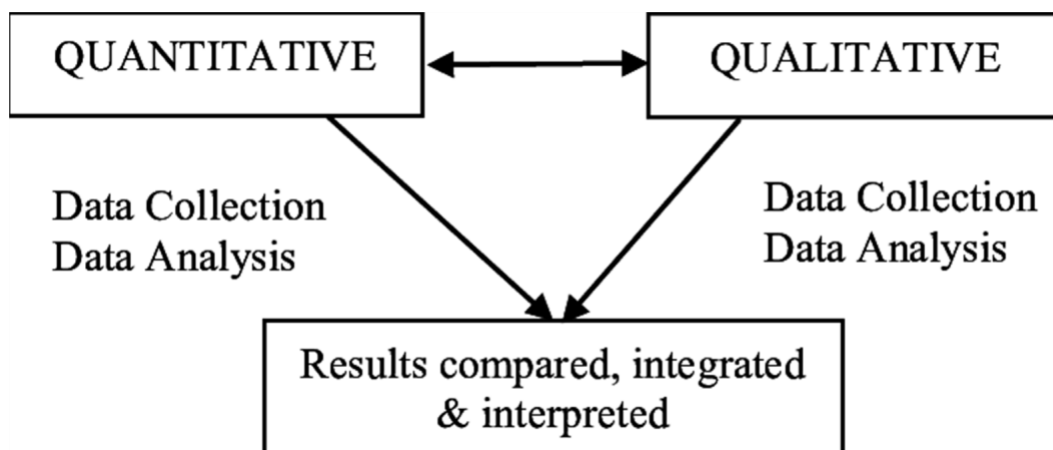 QUANTITATIVE
QUALITATIVE
Data Collection
Data Analysis
Data Collection
Data Analysis
Results compared, integrated
& interpreted